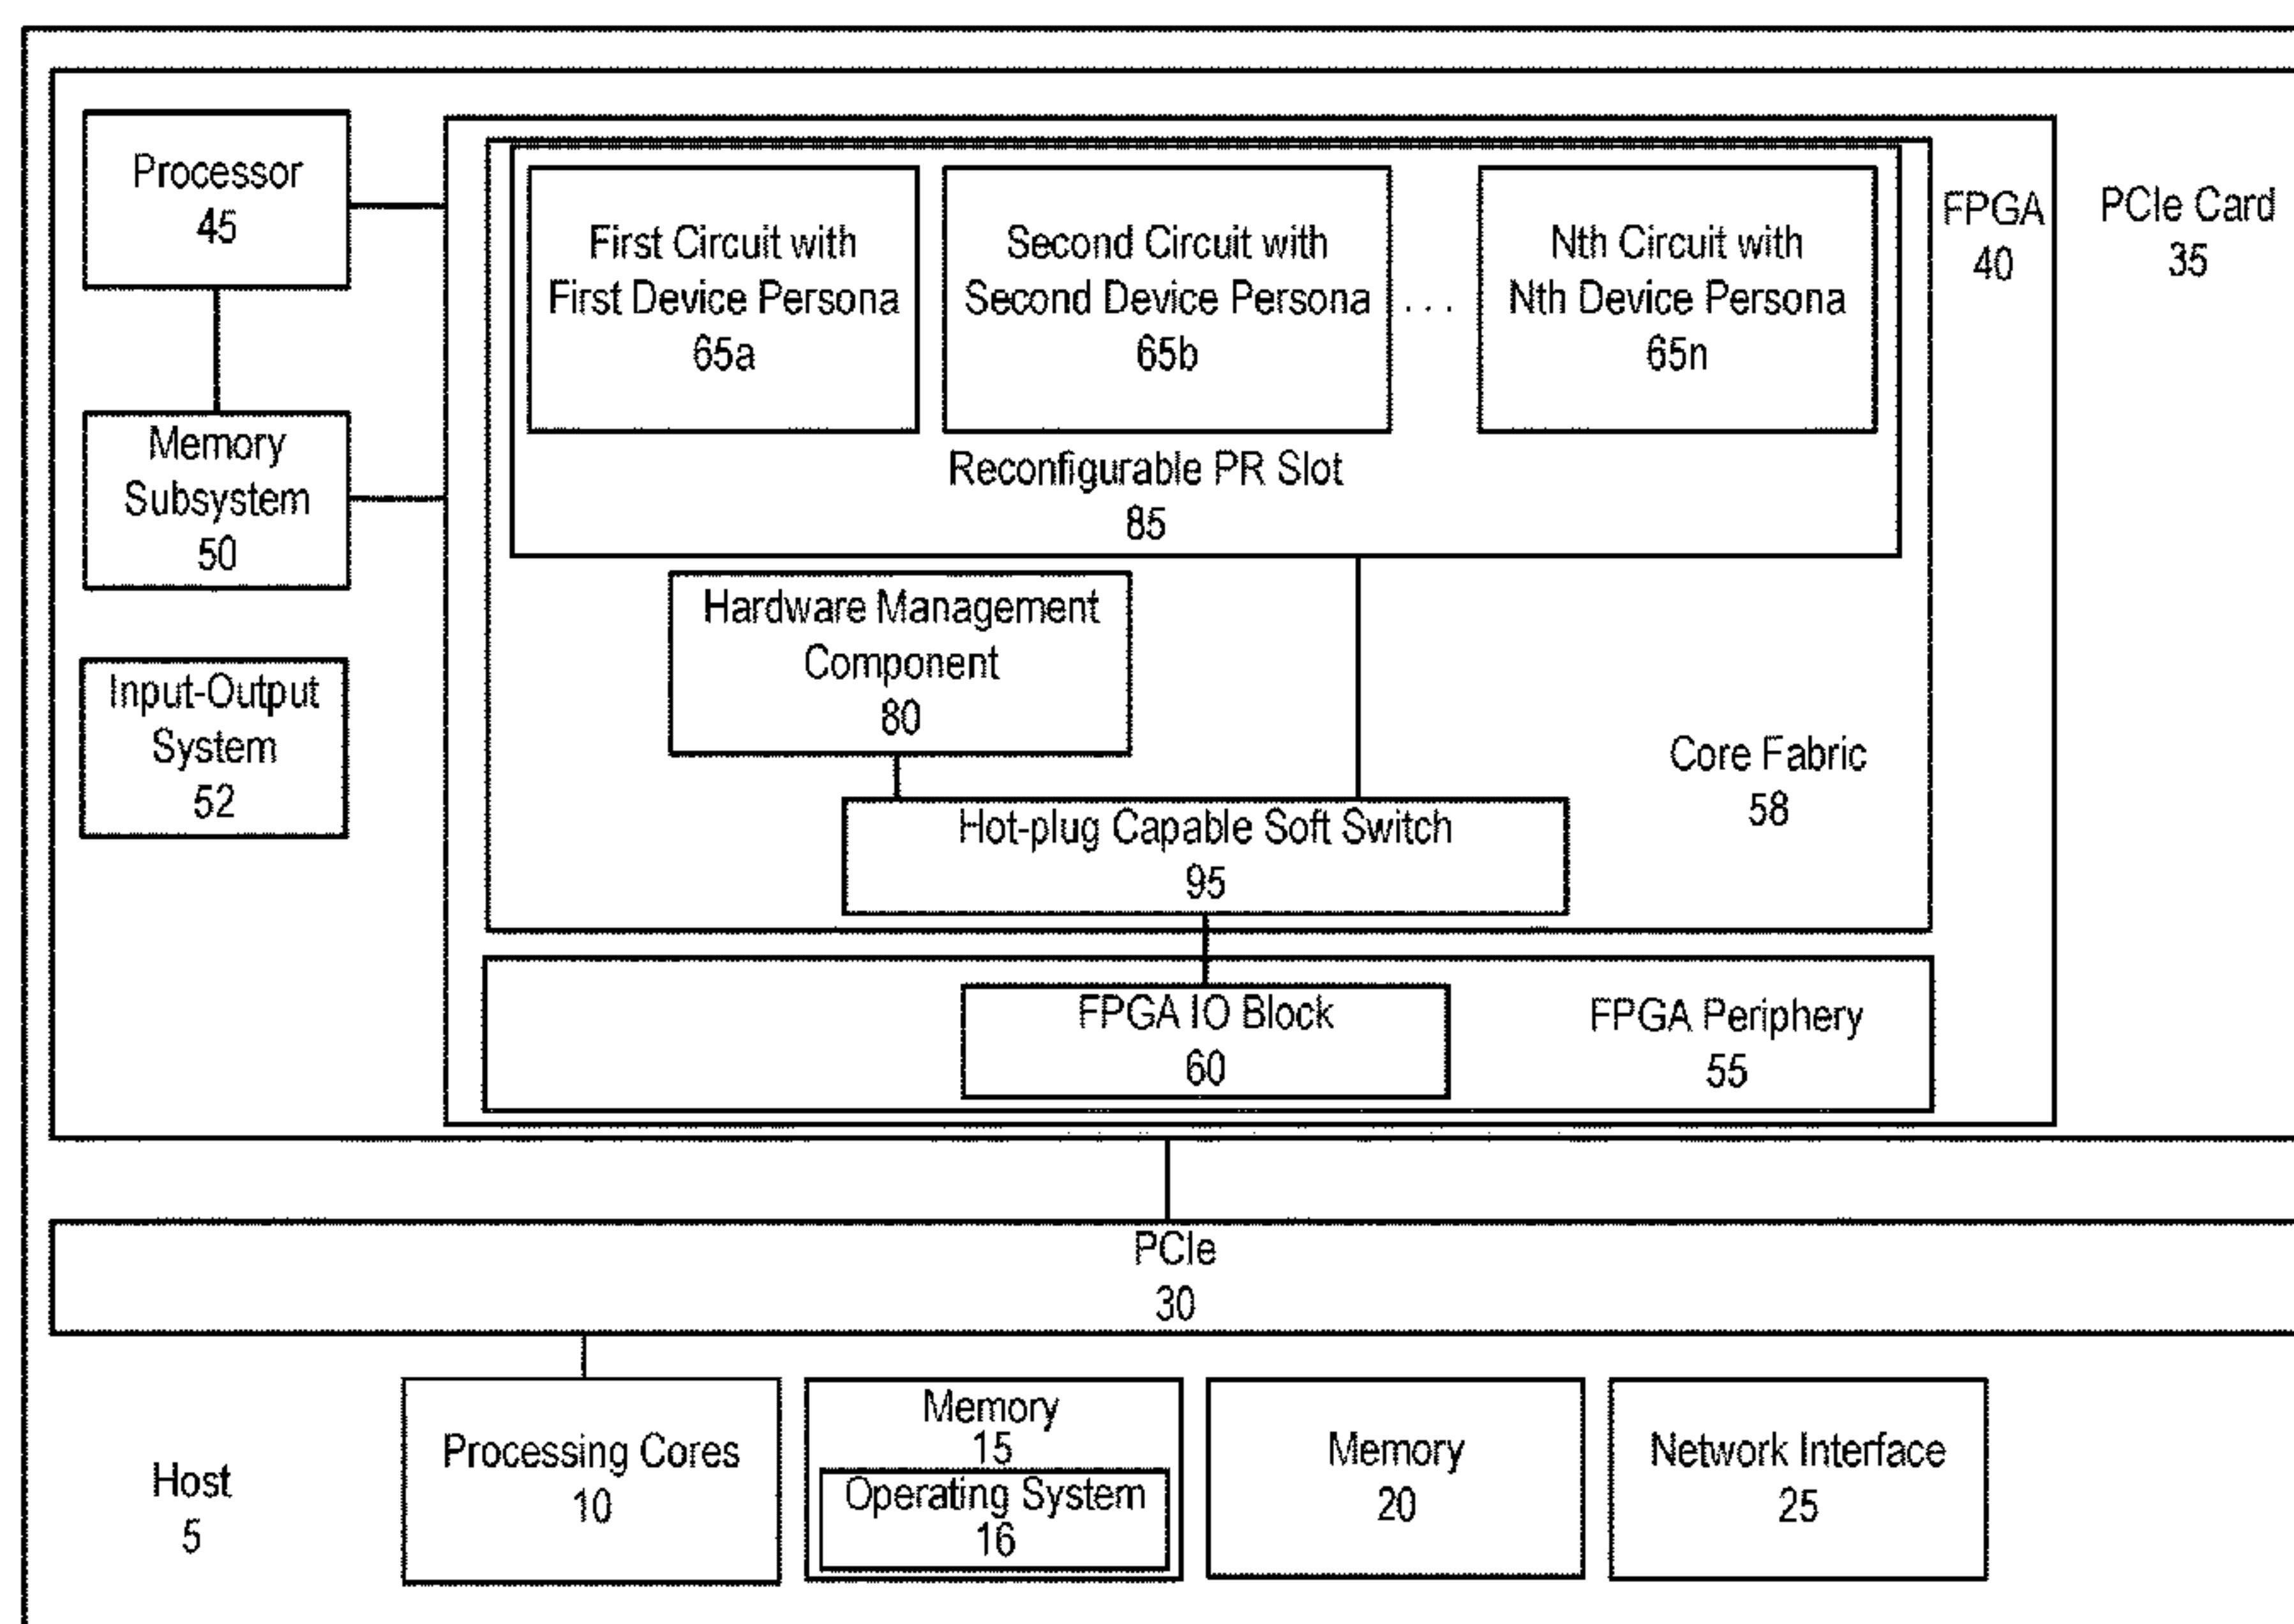 Processor
45
First Circuit with
First Device Persona
65a
Second Circuit with
Second Device Persona
65b
. . .
Nth Circuit with
Nth Device Persona
65n
FPGA
40
PCIe Card
35
Reconfigurable PR Slot
85
Memory
Subsystem
50
Hardware Management
Component
80
Input-Output
System
52
Core Fabric
58
Hot-plug Capable Soft Switch
95
FPGA IO Block
60
FPGA Periphery
55
PCIe
30
Host
5
Processing Cores
10
Memory
15
Operating System
16
Memory
20
Network Interface
25